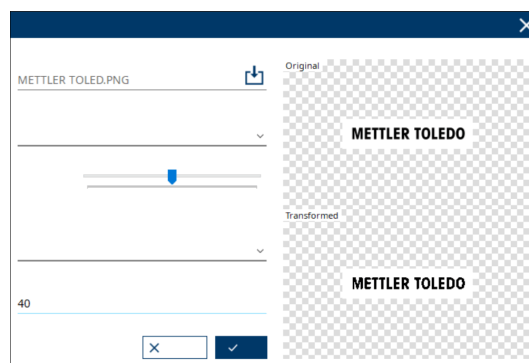 METTLER TOLED.PNG
40
Original
METTLER TOLEDO
Transformed
METTLER TOLEDO